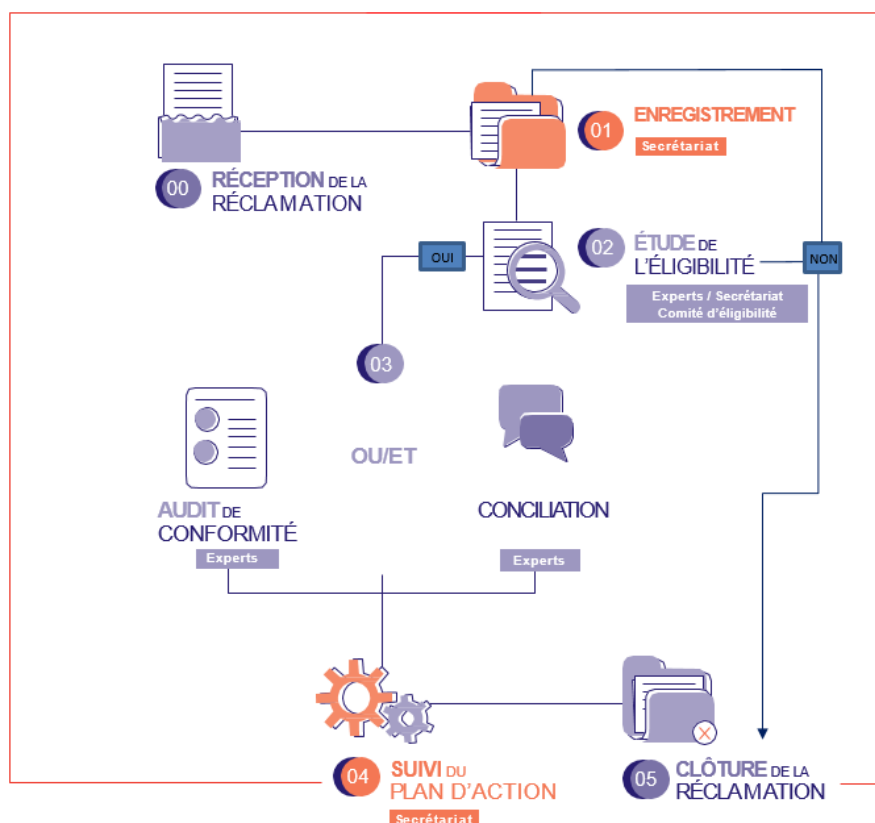 01
ENREGISTREMENT
Secrétariat
00
RÉCEPTION DE LA
RÉCLAMATION
OUI
02
ÉTUDE DE
L'ÉLIGIBILITÉ
NON
Experts / Secrétariat
Comité d'éligibilité
03
OU/ET
AUDIT DE
CONFORMITÉ
Experts
CONCILIATION
Experts
04
SUIVI DU
PLAN D'ACTION
Secrétariat
05
CLÔTURE DE LA
RÉCLAMATION